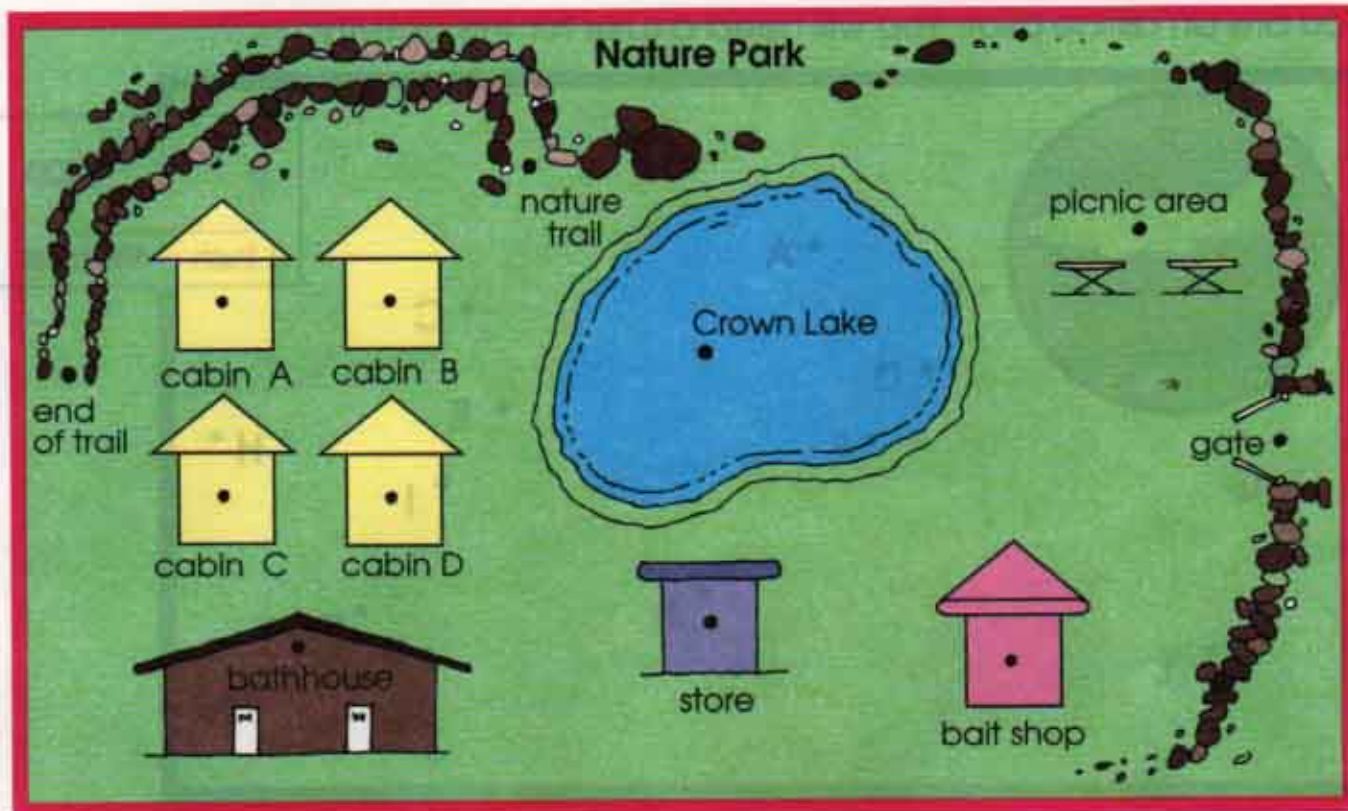 Nature Park
nature
trail
picnic area
Crown Lake
cabin A
cabin B
end
of trail
gate
cabin C
cabin D
bathhouse
store
bait shop